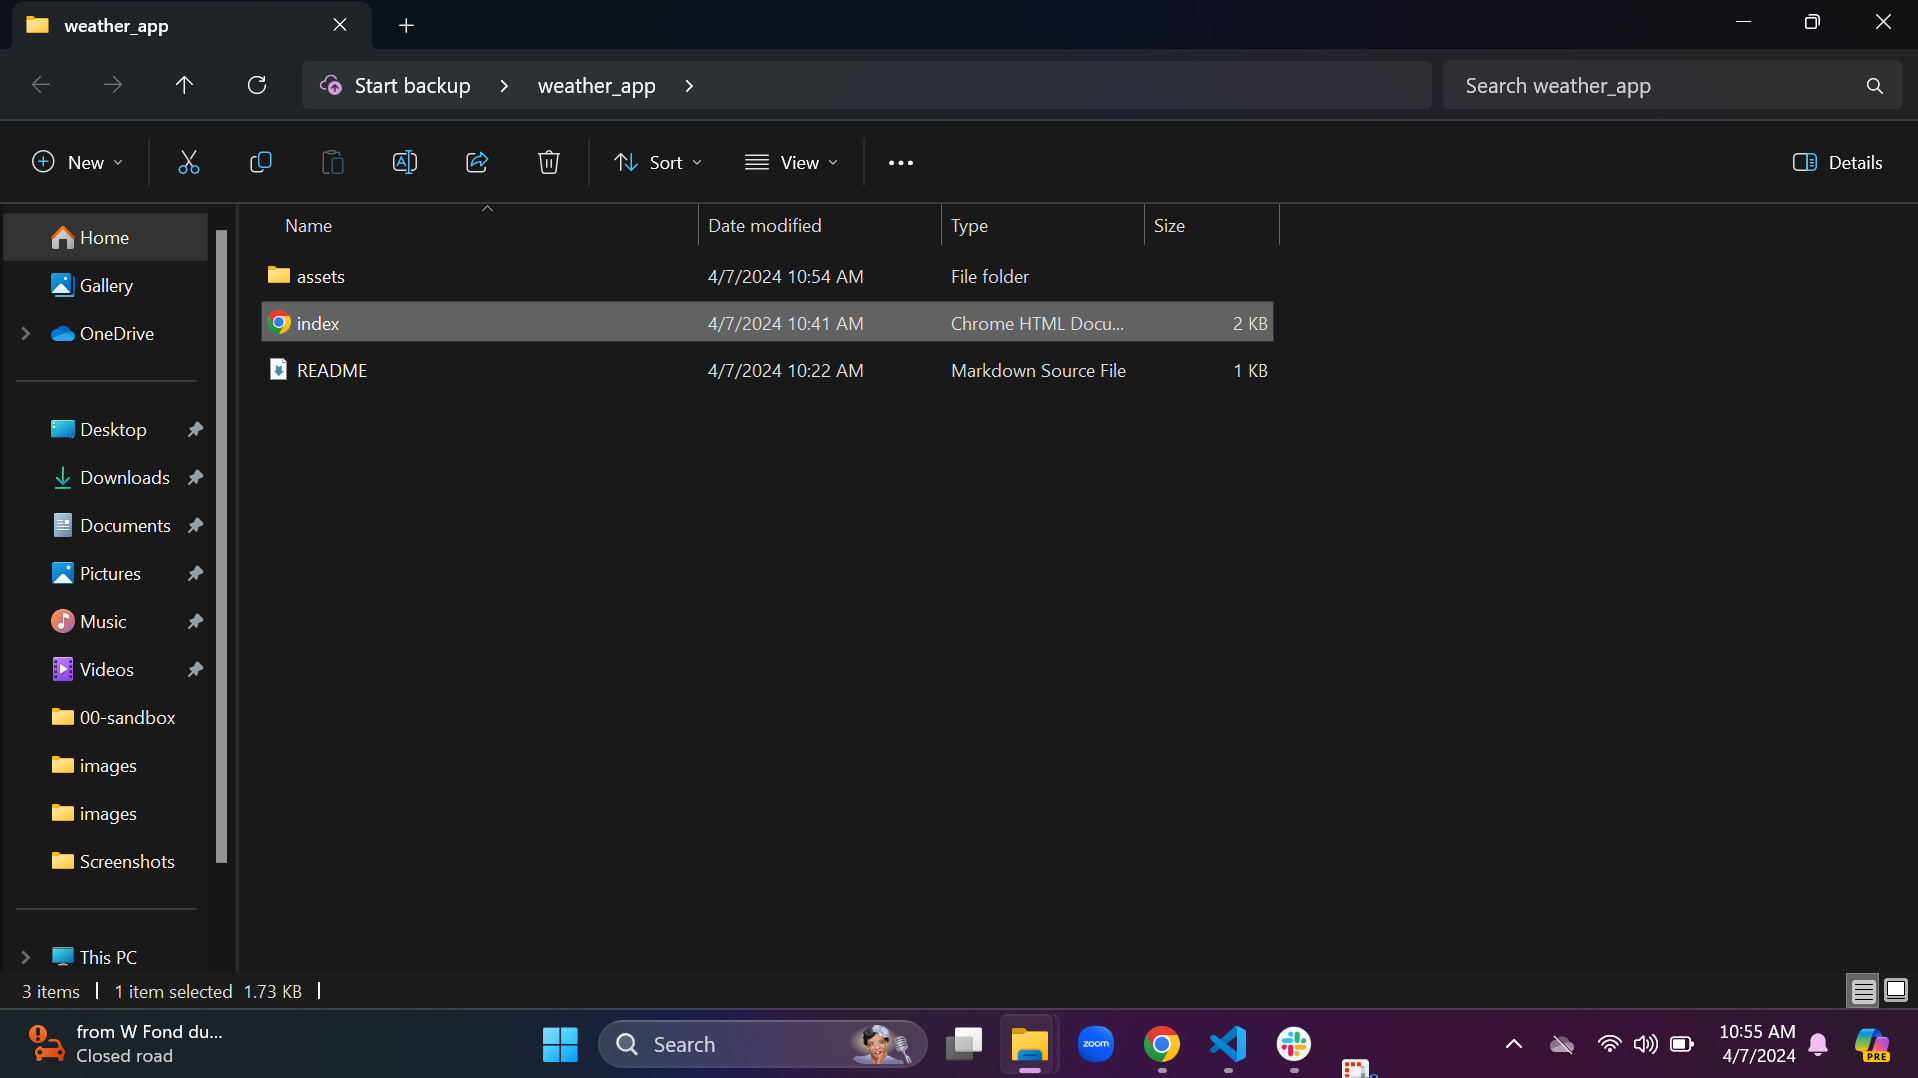 weather_app
Start backup
weather_app
Search weather_app
New
Sort
View
Details
Name Date modified Type Size
assets 4/7/2024 10:54 AM File folder
index 4/7/2024 10:41 AM Chrome HTML Docu... 2 KB
README 4/7/2024 10:22 AM Markdown Source File 1 KB
Home
Gallery
OneDrive
Desktop
Downloads
Documents
Pictures
Music
Videos
00-sandbox
images
images
Screenshots
This PC
3 items 1 item selected 1.73 KB
from W Fond du...
Closed road
Search
zoom
10:55 AM
4/7/2024
PRE